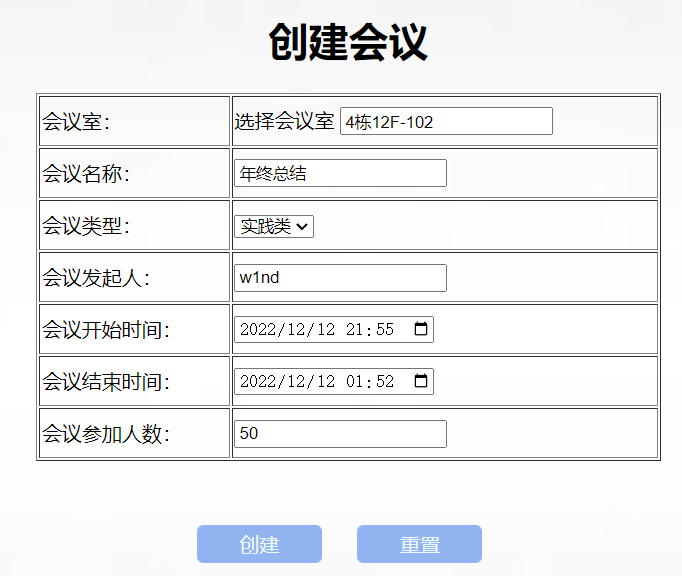 创建会议
会议室： 选择会议室 4栋12F-102
会议名称： 年终总结
会议类型： 实践类
会议发起人： w1nd
会议开始时间： 2022/12/12 21:55
会议结束时间： 2022/12/12 01:52
会议参加人数： 50
创建 重置